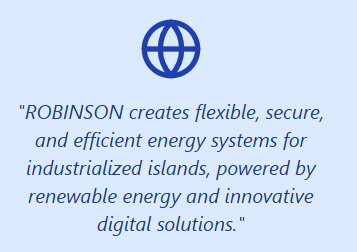 "ROBINSON creates flexible, secure,
and efficient energy systems for
industrialized islands, powered by
renewable energy and innovative
digital solutions."